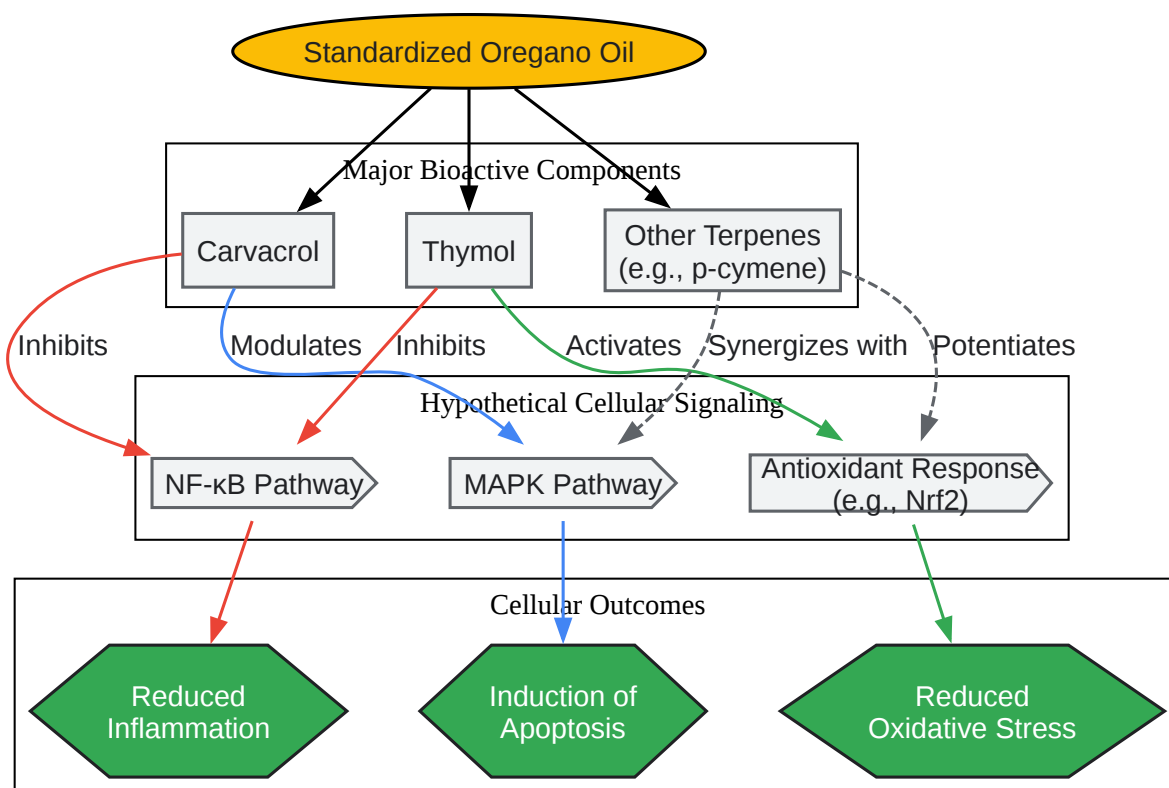 Standardized Oregano Oil
Major Bioactive Components
Carvacrol
Thymol
Other Terpenes
(e.g., p-cymene)
Inhibits
Modulates
Inhibits
Activates
Synergizes with
Potentiates
Hypothetical Cellular Signaling
NF-κB Pathway
MAPK Pathway
Antioxidant Response
(e.g., Nrf2)
Cellular Outcomes
Reduced
Inflammation
Induction of
Apoptosis
Reduced
Oxidative Stress